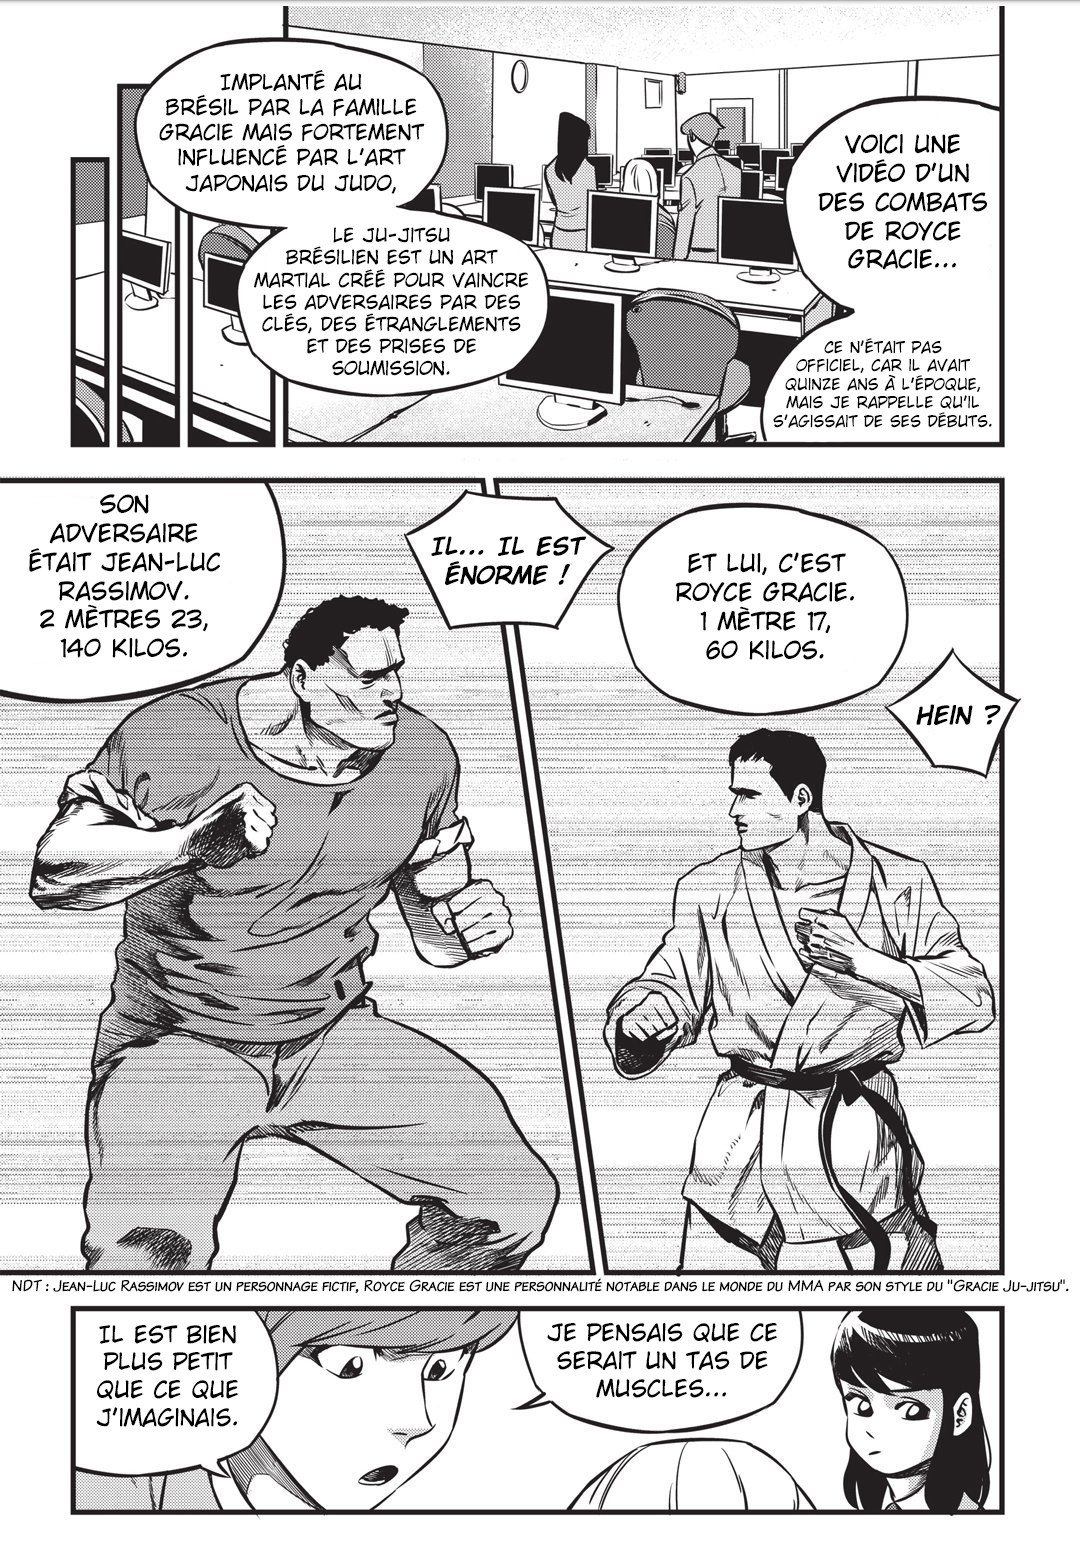 IMPLANTÉ AU
BRÉSIL PAR LA FAMILLE
GRACIE MAIS FORTEMENT
INFLUENCÉ PAR L'ART
JAPONAIS DU JUDO,
LE JU-JITSU
BRÉSILIEN EST UN ART
MARTIAL CRÉÉ POUR VAINCRE
LES ADVERSAIRES PAR DES
CLÉS, DES ÉTRANGLEMENTS
ET DES PRISES DE
SOUMISSION.
VOICI UNE
VIDÉO D'UN
DES COMBATS
DE ROYCE
GRACIE...
CE N'ÉTAIT PAS
OFFICIEL, CAR IL AVAIT
QUINZE ANS À L'ÉPOQUE,
MAIS JE RAPPELLE QU'IL
S'AGISSAIT DE SES DÉBUTS.
SON
ADVERSAIRE
ÉTAIT JEAN-LUC
RASSIMOV.
2 MÈTRES 23,
140 KILOS.
IL... IL EST
ÉNORME !
ET LUI, C'EST
ROYCE GRACIE.
1 MÈTRE 17,
60 KILOS.
HEIN ?
NDT : JEAN-LUC RASSIMOV EST UN PERSONNAGE FICTIF, ROYCE GRACIE EST UNE PERSONNALITÉ NOTABLE DANS LE MONDE DU MMA PAR SON STYLE DU "GRACIE JU-JITSU".
IL EST BIEN
PLUS PETIT
QUE CE QUE
J'IMAGINAIS.
JE PENSAIS QUE CE
SERAIT UN TAS DE
MUSCLES...